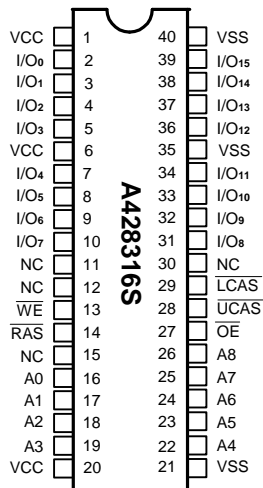 VCC 1 40 VSS
I/O0 2 39 I/O15
I/O1 3 38 I/O14
I/O2 4 37 I/O13
I/O3 5 36 I/O12
VCC 6 35 VSS
I/O4 7 34 I/O11
I/O5 8 33 I/O10
I/O6 9 32 I/O9
I/O7 10 31 I/O8
NC 11 30 NC
NC 12 29 LCAS
WE 13 28 UCAS
RAS 14 27 OE
NC 15 26 A8
A0 16 25 A7
A1 17 24 A6
A2 18 23 A5
A3 19 22 A4
VCC 20 21 VSS
A428316S